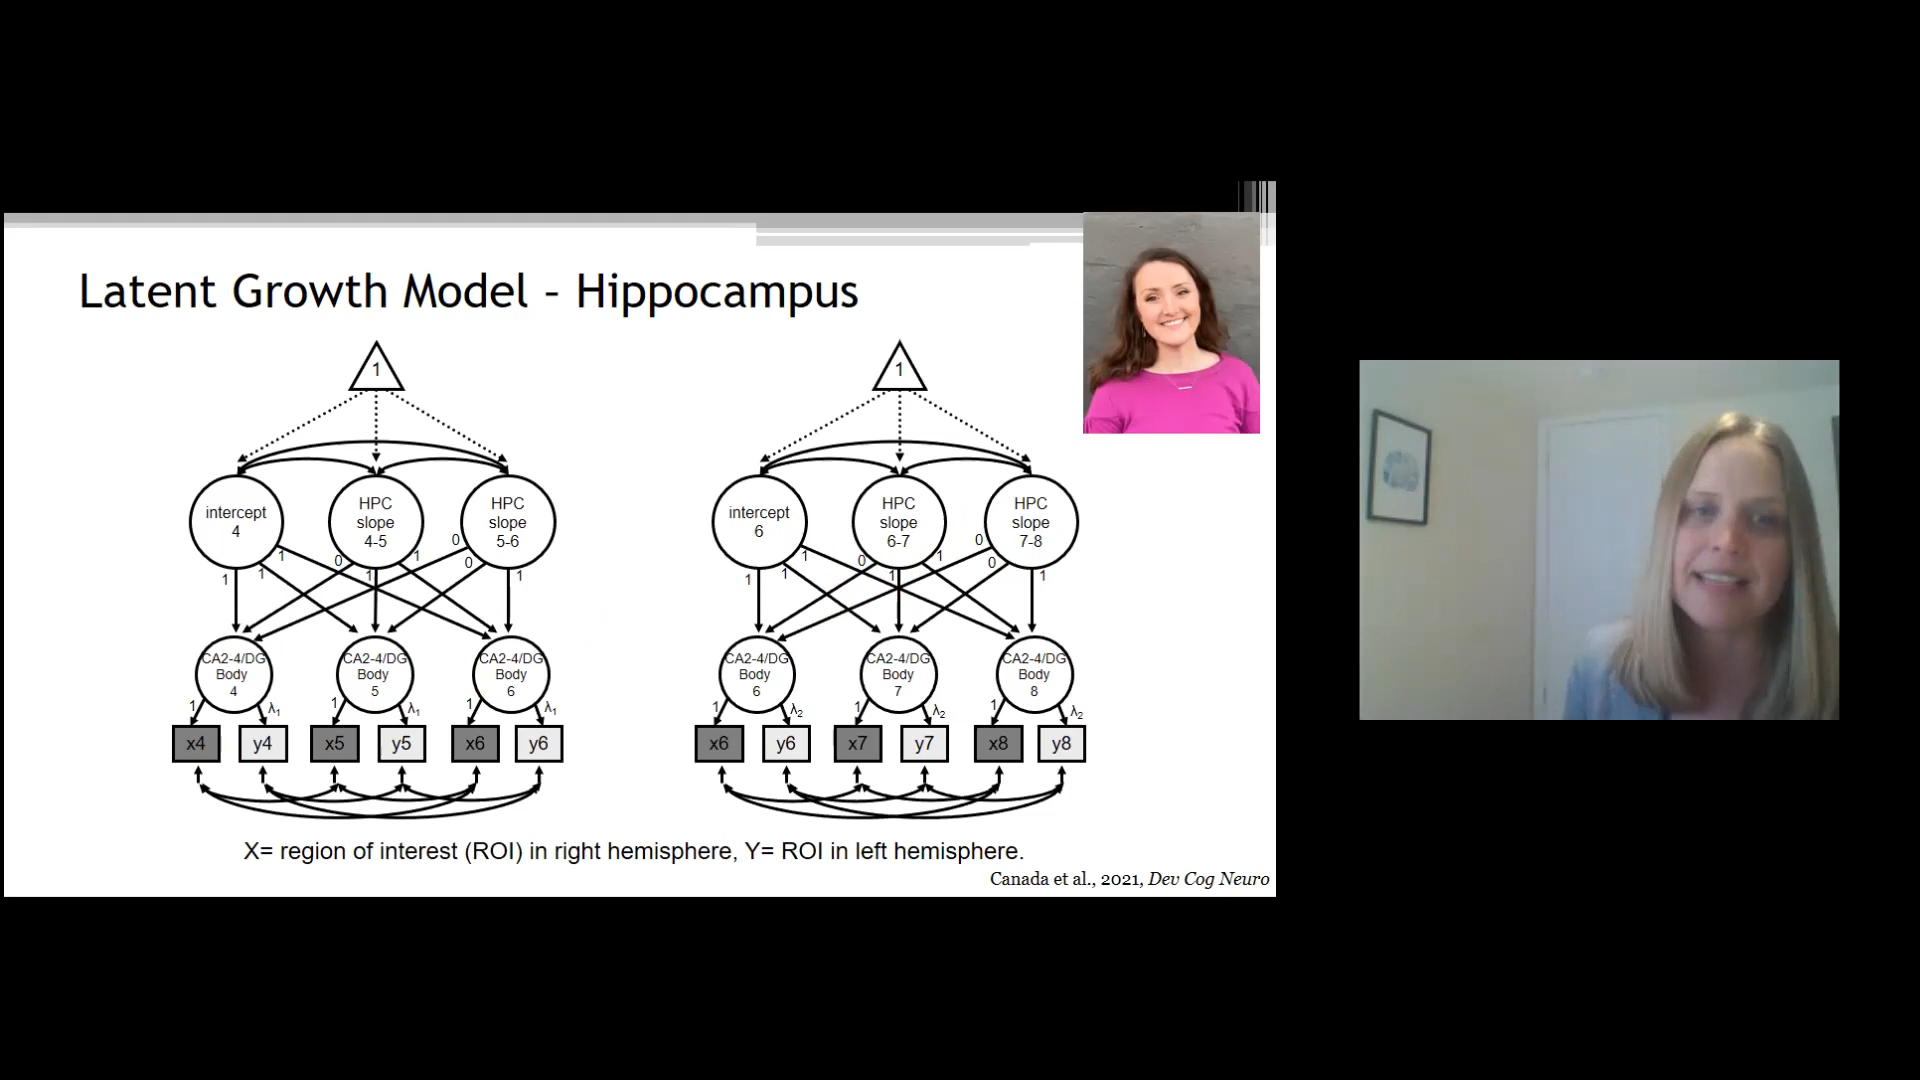 Latent Growth Model - Hippocampus
1
intercept
4
HPC
slope
4-5
HPC
slope
5-6
1
1
1
0
1
1
0
0
1
CA2-4/DG
Body
4
CA2-4/DG
Body
5
CA2-4/DG
Body
6
1
λ1
1
λ1
1
λ1
x4
y4
x5
y5
x6
y6
1
intercept
6
HPC
slope
6-7
HPC
slope
7-8
1
1
1
0
1
1
0
0
1
CA2-4/DG
Body
6
CA2-4/DG
Body
7
CA2-4/DG
Body
8
1
λ2
1
λ2
1
λ2
x6
y6
x7
y7
x8
y8
X= region of interest (ROI) in right hemisphere, Y= ROI in left hemisphere.
Canada et al., 2021, Dev Cog Neuro